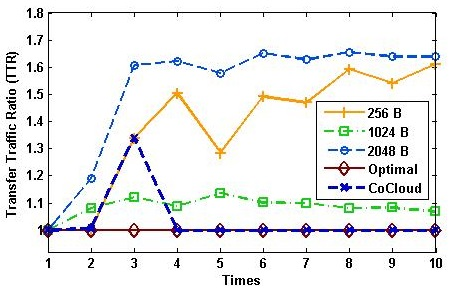 1.8
1.7
1.6
1.5
1.4
1.3
1.2
1.1
1
Transfer Traffic Ratio (TTR)
256 B
1024 B
2048 B
Optimal
CoCloud
1 2 3 4 5 6 7 8 9 10
Times